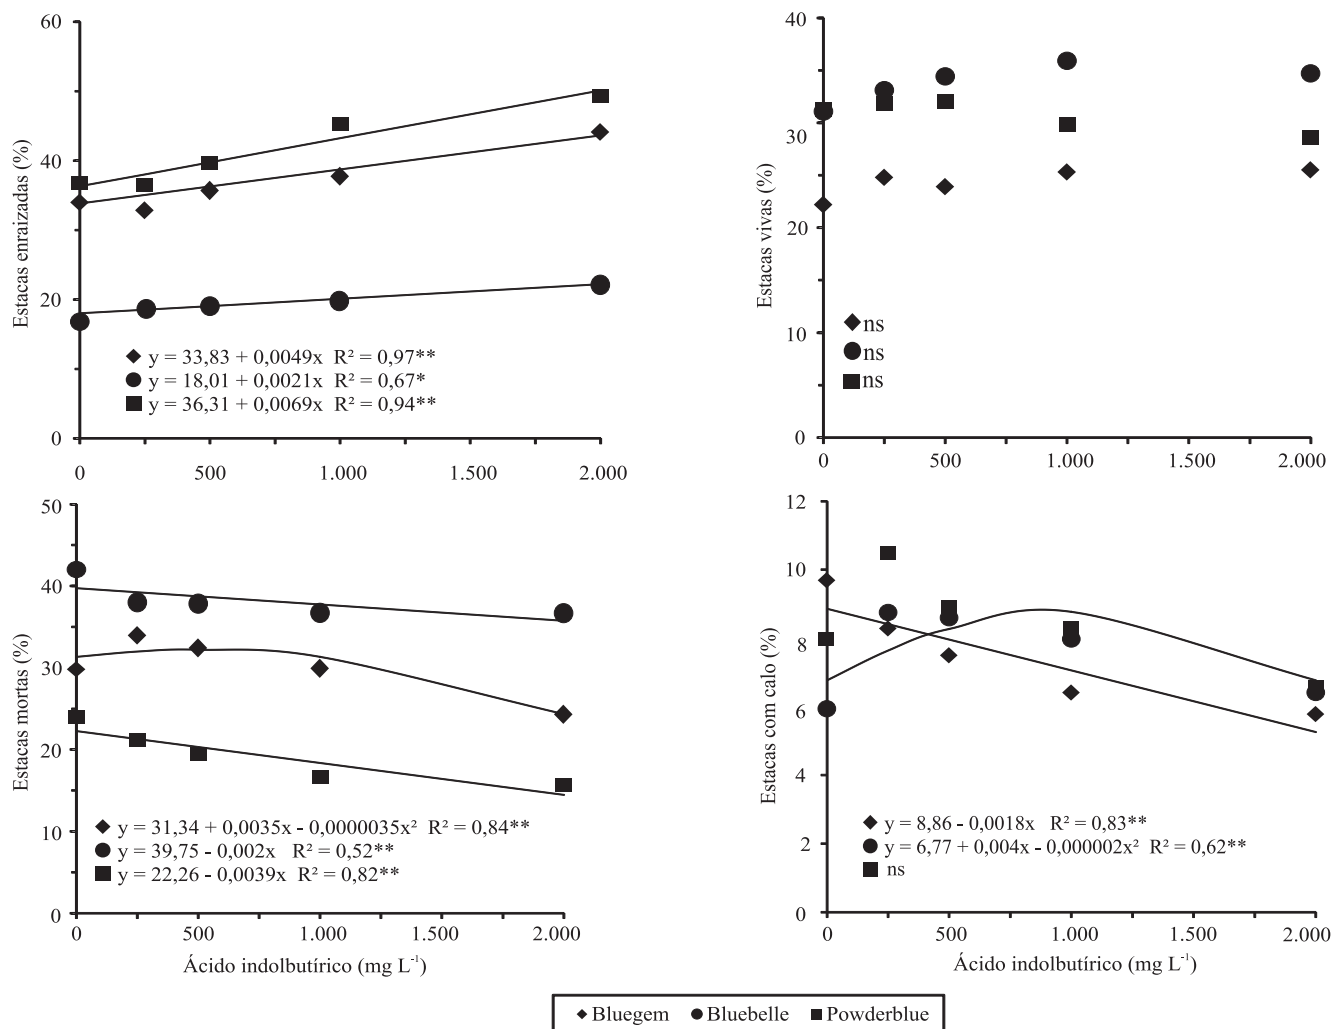 Estacas enraizadas (%)
60
40
20
0
y = 33,83 + 0,0049x R² = 0,97**
y = 18,01 + 0,0021x R² = 0,67*
y = 36,31 + 0,0069x R² = 0,94**
0 500 1.000 1.500 2.000
Estacas vivas (%)
40
30
20
10
0
ns
ns
ns
0 500 1.000 1.500 2.000
Estacas mortas (%)
50
40
30
20
10
0
y = 31,34 + 0,0035x - 0,0000035x² R² = 0,84**
y = 39,75 - 0,002x R² = 0,52**
y = 22,26 - 0,0039x R² = 0,82**
0 500 1.000 1.500 2.000
Ácido indolbutírico (mg L⁻¹)
Estacas com calo (%)
12
10
8
6
4
2
0
y = 8,86 - 0,0018x R² = 0,83**
y = 6,77 + 0,004x - 0,000002x² R² = 0,62**
ns
0 500 1.000 1.500 2.000
Ácido indolbutírico (mg L⁻¹)
Bluegem Bluebelle Powderblue